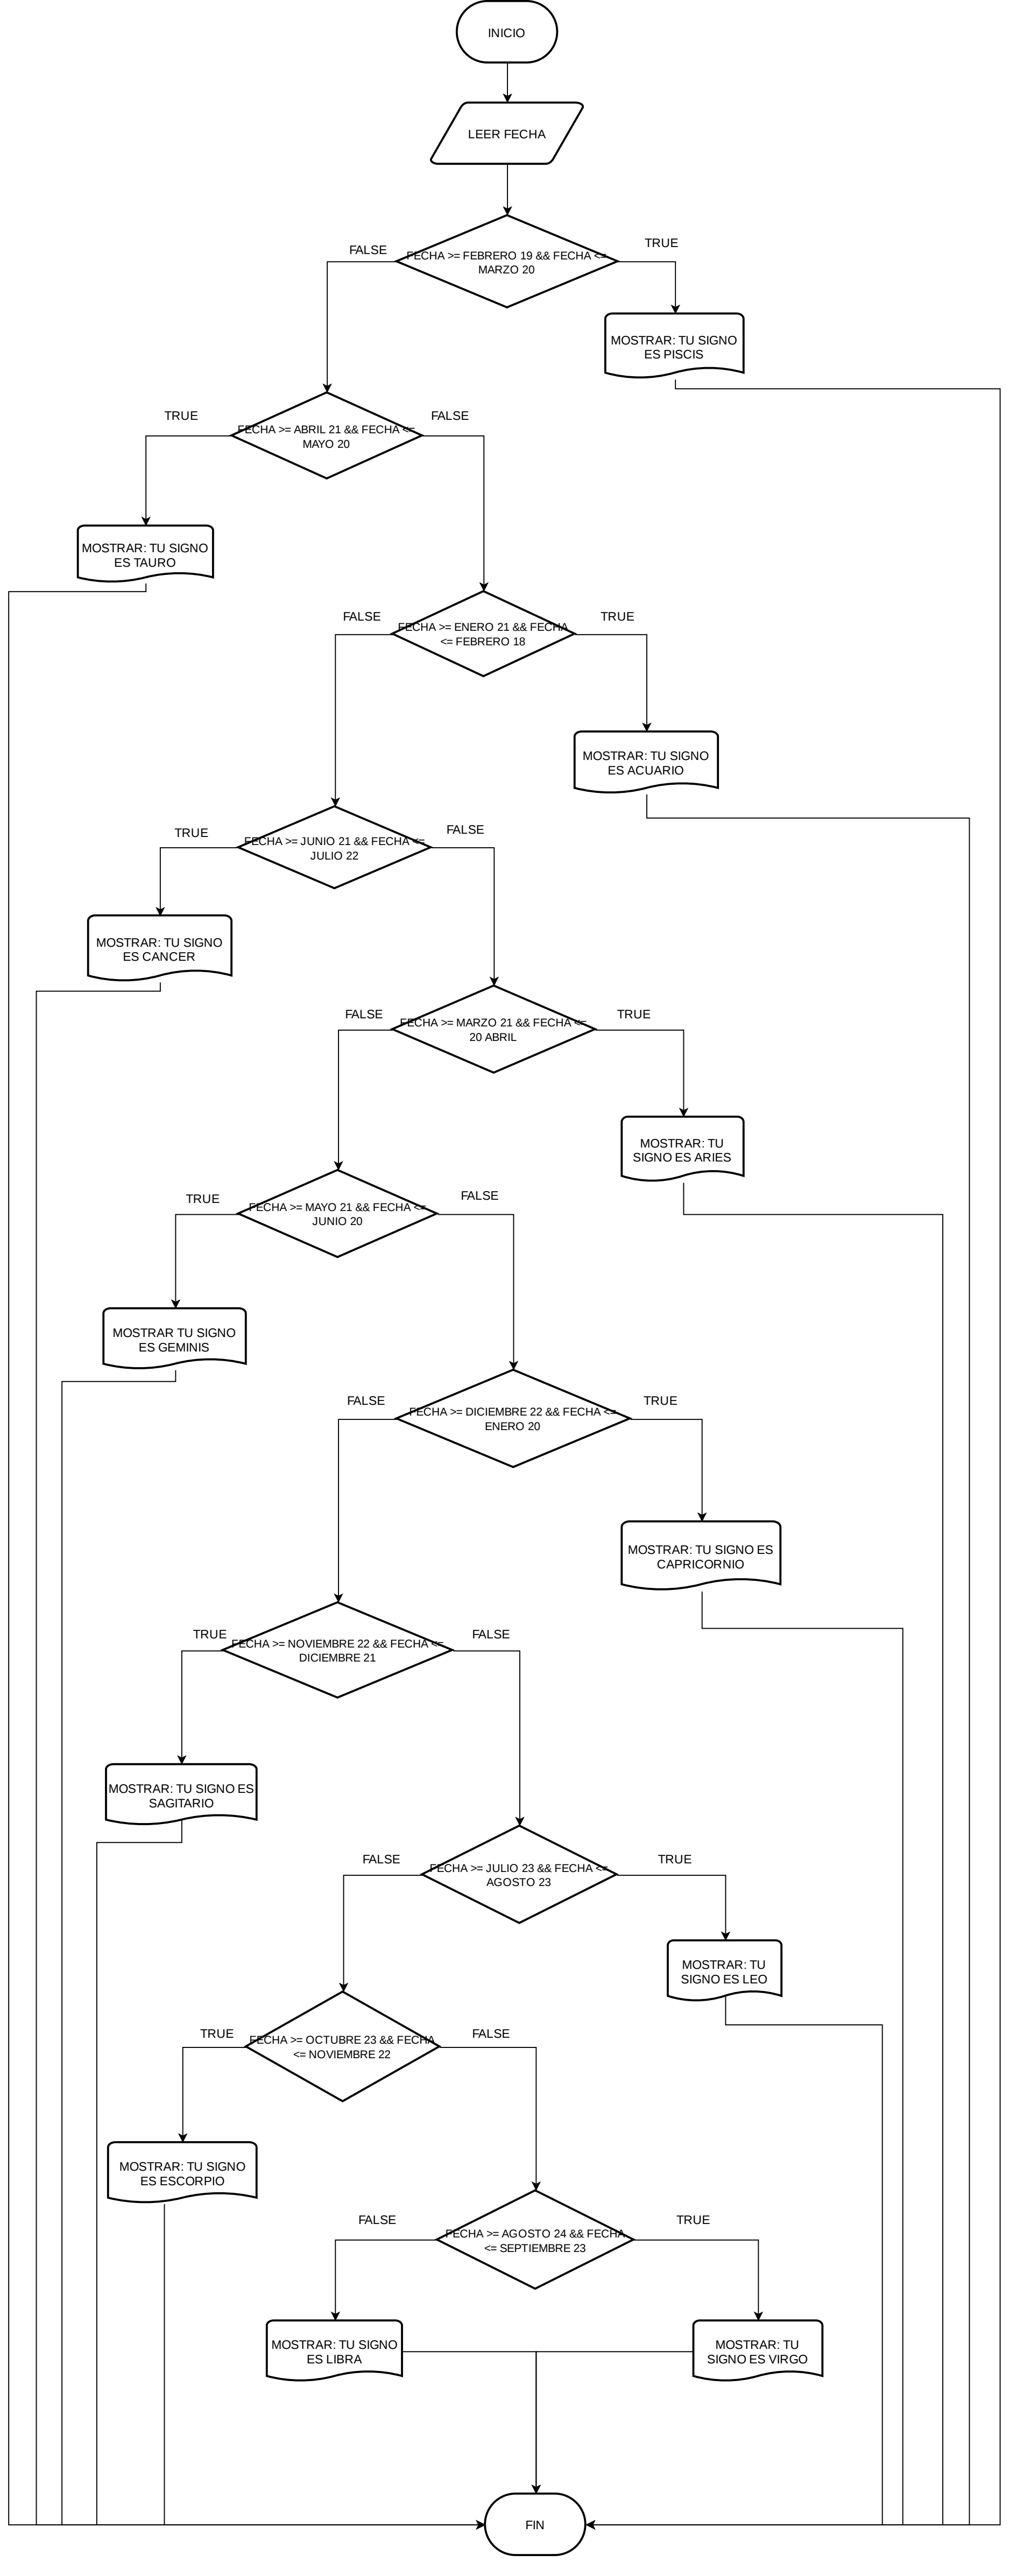 INICIO
LEER FECHA
FALSE
TRUE
FECHA >= FEBRERO 19 && FECHA <=
MARZO 20
MOSTRAR: TU SIGNO
ES PISCIS
TRUE
FALSE
FECHA >= ABRIL 21 && FECHA <=
MAYO 20
MOSTRAR: TU SIGNO
ES TAURO
FALSE
TRUE
FECHA >= ENERO 21 && FECHA
<= FEBRERO 18
MOSTRAR: TU SIGNO
ES ACUARIO
TRUE
FALSE
FECHA >= JUNIO 21 && FECHA <=
JULIO 22
MOSTRAR: TU SIGNO
ES CANCER
FALSE
TRUE
FECHA >= MARZO 21 && FECHA <=
20 ABRIL
MOSTRAR: TU
SIGNO ES ARIES
TRUE
FALSE
FECHA >= MAYO 21 && FECHA <=
JUNIO 20
MOSTRAR TU SIGNO
ES GEMINIS
FALSE
TRUE
FECHA >= DICIEMBRE 22 && FECHA <=
ENERO 20
MOSTRAR: TU SIGNO ES
CAPRICORNIO
TRUE
FALSE
FECHA >= NOVIEMBRE 22 && FECHA <=
DICIEMBRE 21
MOSTRAR: TU SIGNO ES
SAGITARIO
FALSE
TRUE
FECHA >= JULIO 23 && FECHA <=
AGOSTO 23
MOSTRAR: TU
SIGNO ES LEO
TRUE
FALSE
FECHA >= OCTUBRE 23 && FECHA
<= NOVIEMBRE 22
MOSTRAR: TU SIGNO
ES ESCORPIO
FALSE
TRUE
FECHA >= AGOSTO 24 && FECHA
<= SEPTIEMBRE 23
MOSTRAR: TU SIGNO
ES LIBRA
MOSTRAR: TU
SIGNO ES VIRGO
FIN